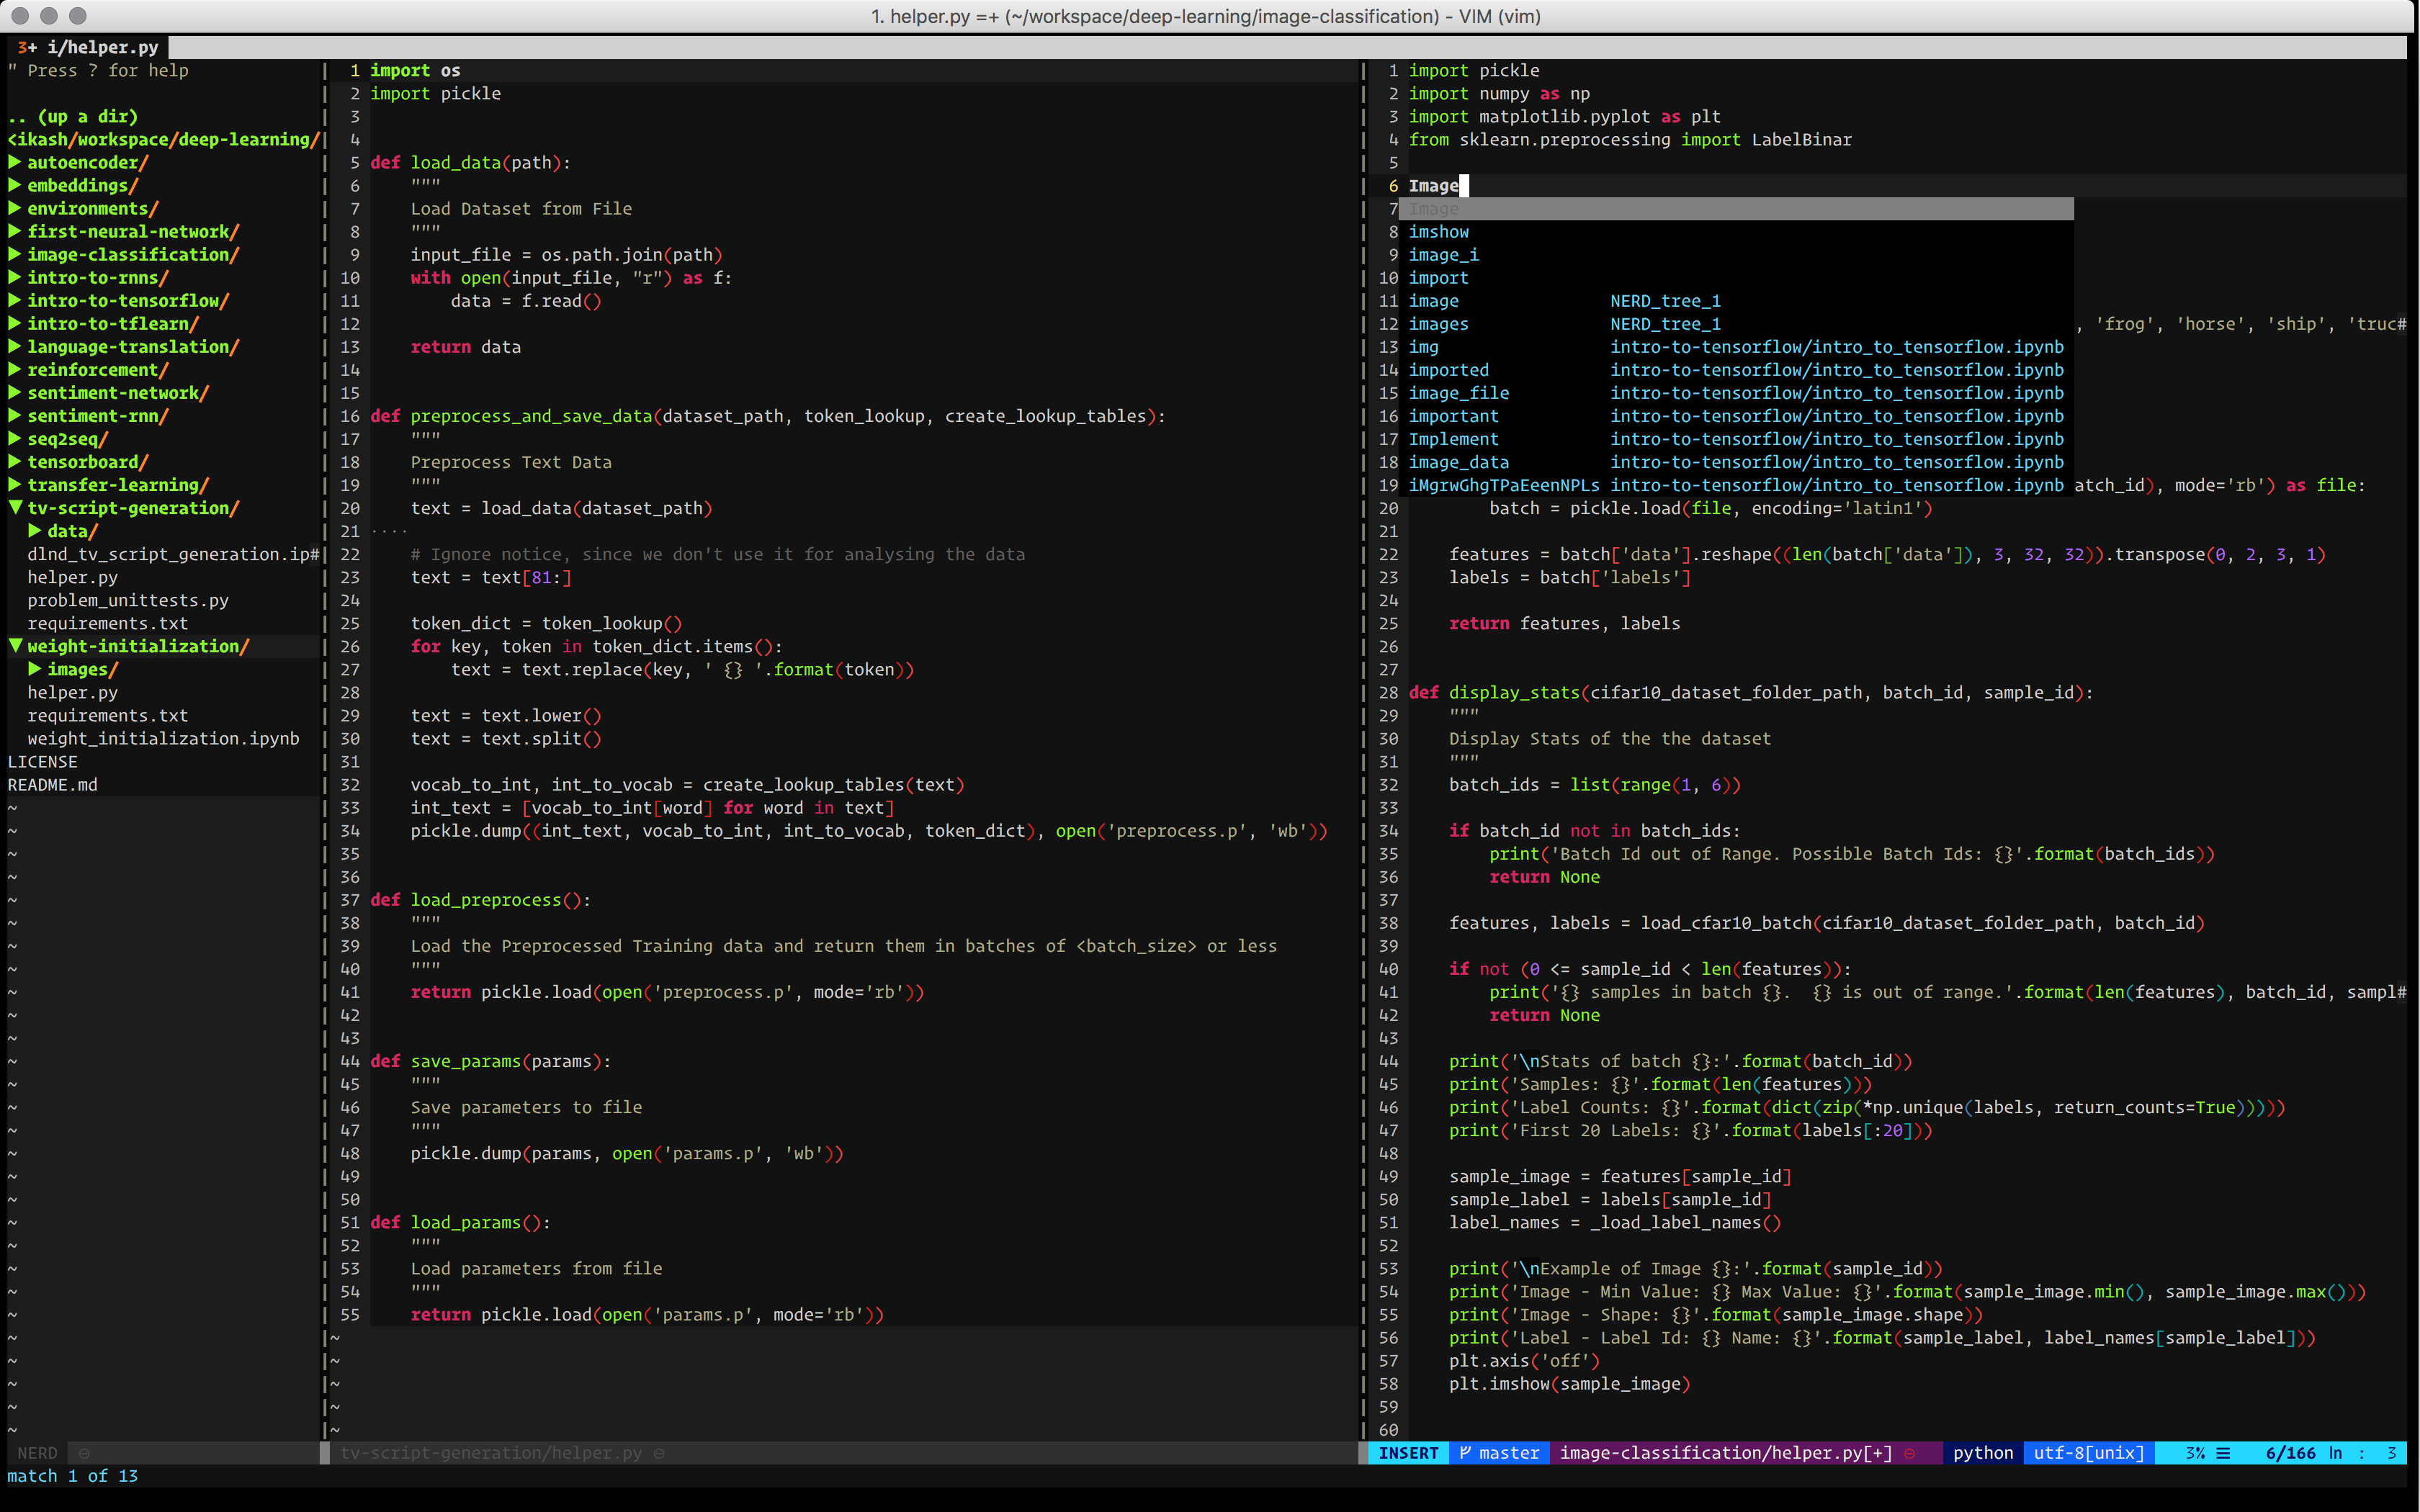 1. helper.py =+ (~/workspace/deep-learning/image-classification) - VIM (vim)
3+ i/helper.py
" Press ? for help
.. (up a dir)
<ikash/workspace/deep-learning/
▶ autoencoder/
▶ embeddings/
▶ environments/
▶ first-neural-network/
▶ image-classification/
▶ intro-to-rnns/
▶ intro-to-tensorflow/
▶ intro-to-tflearn/
▶ language-translation/
▶ reinforcement/
▶ sentiment-network/
▶ sentiment-rnn/
▶ seq2seq/
▶ tensorboard/
▶ transfer-learning/
▼ tv-script-generation/
▶ data/
dlnd_tv_script_generation.ip#
helper.py
problem_unittests.py
requirements.txt
▼ weight-initialization/
▶ images/
helper.py
requirements.txt
weight_initialization.ipynb
LICENSE
README.md
1 import os
2 import pickle
3
4
5 def load_data(path):
6     """
7     Load Dataset from File
8     """
9     input_file = os.path.join(path)
10     with open(input_file, "r") as f:
11         data = f.read()
12
13     return data
14
15
16 def preprocess_and_save_data(dataset_path, token_lookup, create_lookup_tables):
17     """
18     Preprocess Text Data
19     """
20     text = load_data(dataset_path)
21 ····
22     # Ignore notice, since we don't use it for analysing the data
23     text = text[81:]
24
25     token_dict = token_lookup()
26     for key, token in token_dict.items():
27         text = text.replace(key, ' {} '.format(token))
28
29     text = text.lower()
30     text = text.split()
31
32     vocab_to_int, int_to_vocab = create_lookup_tables(text)
33     int_text = [vocab_to_int[word] for word in text]
34     pickle.dump((int_text, vocab_to_int, int_to_vocab, token_dict), open('preprocess.p', 'wb'))
35
36
37 def load_preprocess():
38     """
39     Load the Preprocessed Training data and return them in batches of <batch_size> or less
40     """
41     return pickle.load(open('preprocess.p', mode='rb'))
42
43
44 def save_params(params):
45     """
46     Save parameters to file
47     """
48     pickle.dump(params, open('params.p', 'wb'))
49
50
51 def load_params():
52     """
53     Load parameters from file
54     """
55     return pickle.load(open('params.p', mode='rb'))
1 import pickle
2 import numpy as np
3 import matplotlib.pyplot as plt
4 from sklearn.preprocessing import LabelBinar
5
6 Image
7 Image
8 imshow
9 image_i
10 import
11 image NERD_tree_1
12 images NERD_tree_1 , 'frog', 'horse', 'ship', 'truc#
13 img intro-to-tensorflow/intro_to_tensorflow.ipynb
14 imported intro-to-tensorflow/intro_to_tensorflow.ipynb
15 image_file intro-to-tensorflow/intro_to_tensorflow.ipynb
16 important intro-to-tensorflow/intro_to_tensorflow.ipynb
17 Implement intro-to-tensorflow/intro_to_tensorflow.ipynb
18 image_data intro-to-tensorflow/intro_to_tensorflow.ipynb
19 iMgrwGhgTPaEeenNPLs intro-to-tensorflow/intro_to_tensorflow.ipynb atch_id), mode='rb') as file:
20         batch = pickle.load(file, encoding='latin1')
21
22     features = batch['data'].reshape((len(batch['data']), 3, 32, 32)).transpose(0, 2, 3, 1)
23     labels = batch['labels']
24
25     return features, labels
26
27
28 def display_stats(cifar10_dataset_folder_path, batch_id, sample_id):
29     """
30     Display Stats of the the dataset
31     """
32     batch_ids = list(range(1, 6))
33
34     if batch_id not in batch_ids:
35         print('Batch Id out of Range. Possible Batch Ids: {}'.format(batch_ids))
36         return None
37
38     features, labels = load_cfar10_batch(cifar10_dataset_folder_path, batch_id)
39
40     if not (0 <= sample_id < len(features)):
41         print('{} samples in batch {}.  {} is out of range.'.format(len(features), batch_id, sampl#
42         return None
43
44     print('\nStats of batch {}:'.format(batch_id))
45     print('Samples: {}'.format(len(features)))
46     print('Label Counts: {}'.format(dict(zip(*np.unique(labels, return_counts=True)))))
47     print('First 20 Labels: {}'.format(labels[:20]))
48
49     sample_image = features[sample_id]
50     sample_label = labels[sample_id]
51     label_names = _load_label_names()
52
53     print('\nExample of Image {}:'.format(sample_id))
54     print('Image - Min Value: {} Max Value: {}'.format(sample_image.min(), sample_image.max()))
55     print('Image - Shape: {}'.format(sample_image.shape))
56     print('Label - Label Id: {} Name: {}'.format(sample_label, label_names[sample_label]))
57     plt.axis('off')
58     plt.imshow(sample_image)
59
60
NERD ⊖ tv-script-generation/helper.py ⊖ INSERT master image-classification/helper.py[+] ⊖ python utf-8[unix] 3% ☰ 6/166 ln : 3
match 1 of 13